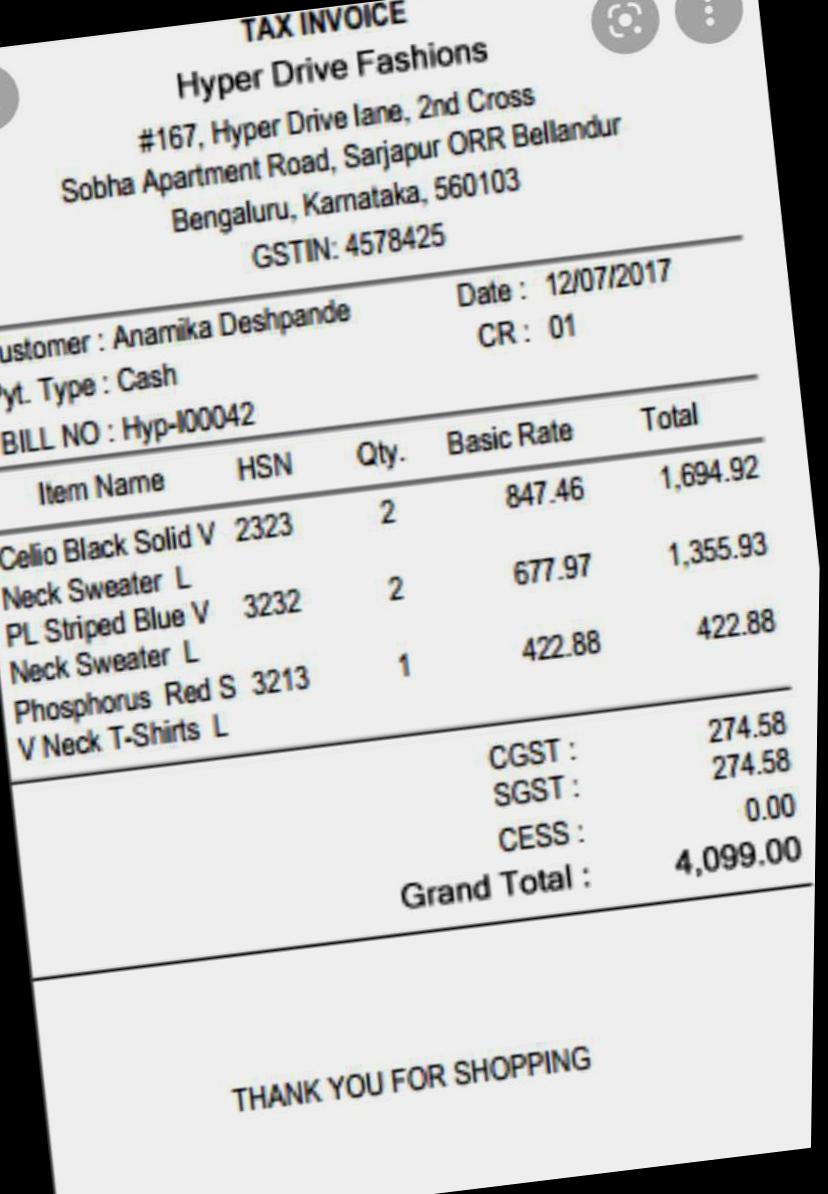 TAX INVOICE
Hyper Drive Fashions
#167, Hyper Drive lane, 2nd Cross
Sobha Apartment Road, Sarjapur ORR Bellandur
Bengaluru, Karnataka, 560103
GSTIN: 4578425
ustomer : Anamika Deshpande Date : 12/07/2017
yt. Type : Cash CR : 01
BILL NO : Hyp-I00042
Item Name HSN Qty. Basic Rate Total
Celio Black Solid V 2323 2 847.46 1,694.92
Neck Sweater L
PL Striped Blue V 3232 2 677.97 1,355.93
Neck Sweater L
Phosphorus Red S 3213 1 422.88 422.88
V Neck T-Shirts L
CGST : 274.58
SGST : 274.58
CESS : 0.00
Grand Total : 4,099.00
THANK YOU FOR SHOPPING